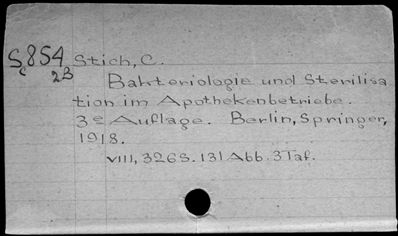 Sc854 Stich, C.
2B
Bakteriologie und Sterilisa
tion im Apothekenbetriebe.
3e Auflage. Berlin, Springer,
1918.
VIII, 326 S. 131 Abb. 3 Taf.